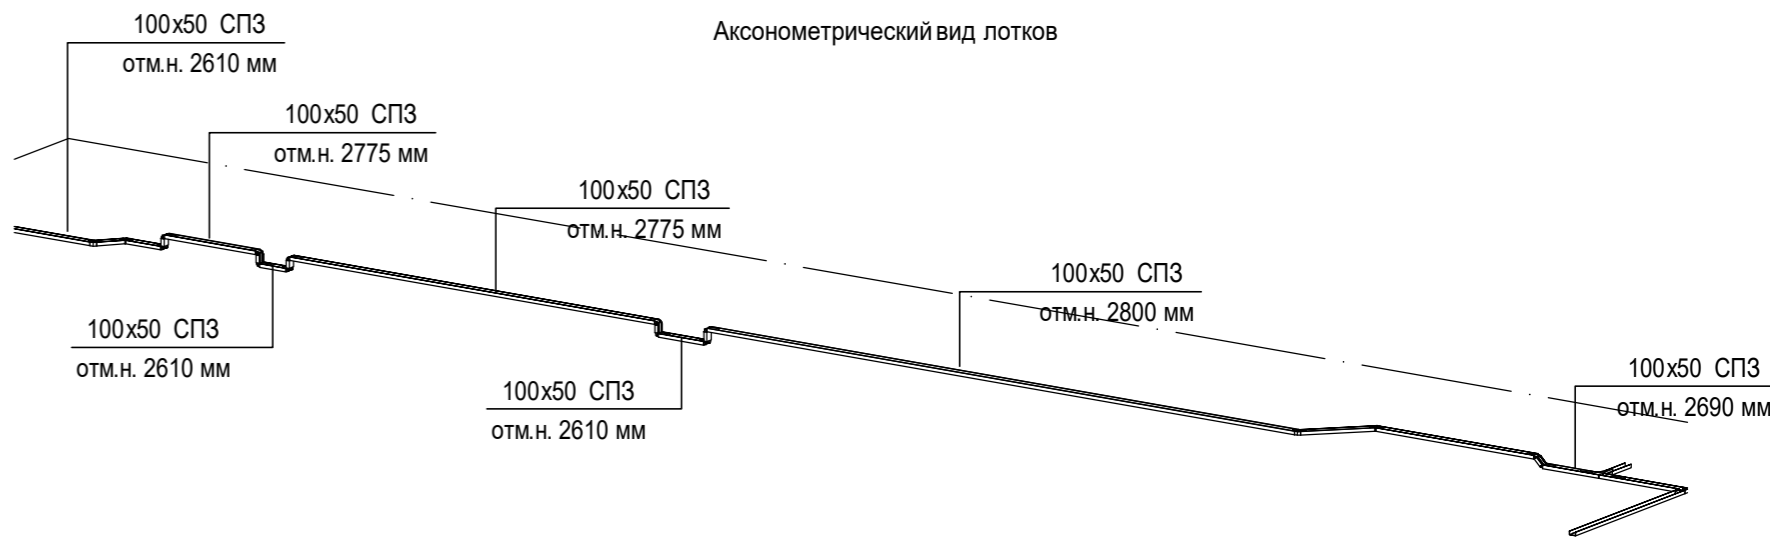 100x50 СПЗ
отм.н. 2610 мм
Аксонометрический вид лотков
100x50 СПЗ
отм.н. 2775 мм
100x50 СПЗ
отм.н. 2775 мм
100x50 СПЗ
отм.н. 2800 мм
100x50 СПЗ
отм.н. 2610 мм
100x50 СПЗ
отм.н. 2690 мм
100x50 СПЗ
отм.н. 2610 мм